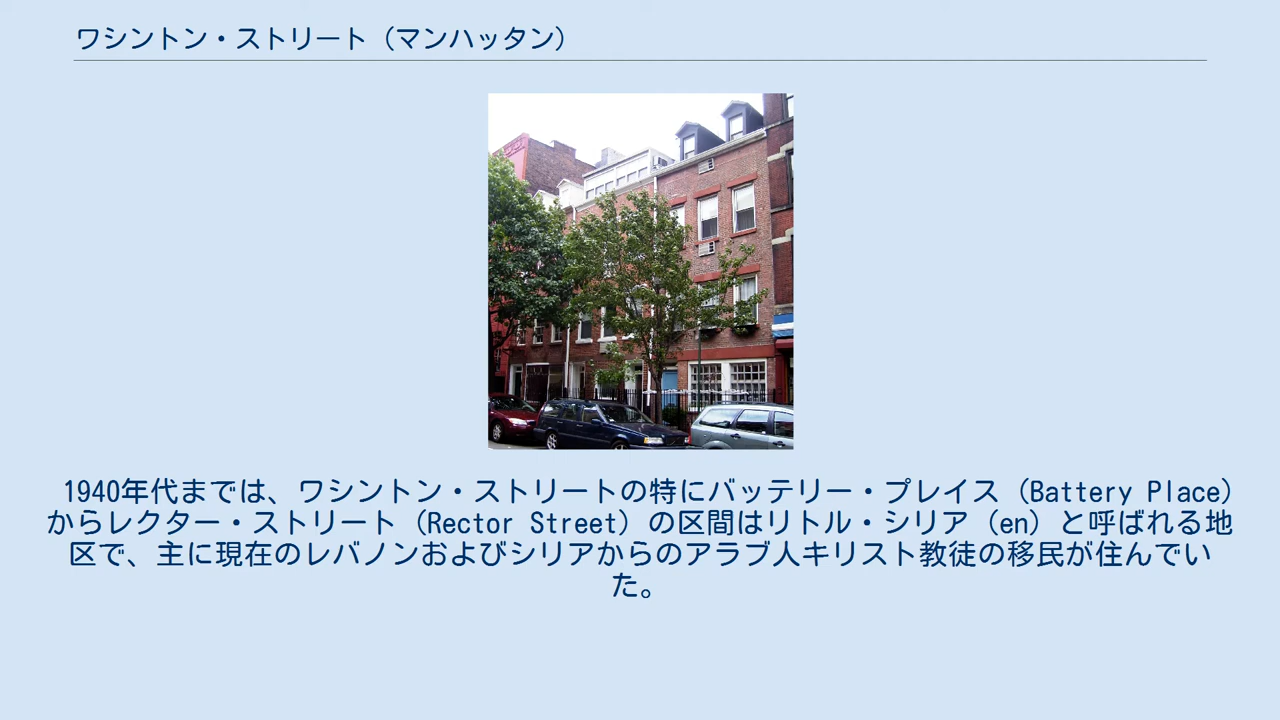 ワシントン・ストリート（マンハッタン）
1940年代までは、ワシントン・ストリートの特にバッテリー・プレイス（Battery Place）
からレクター・ストリート（Rector Street）の区間はリトル・シリア（en）と呼ばれる地
区で、主に現在のレバノンおよびシリアからのアラブ人キリスト教徒の移民が住んでい
た。